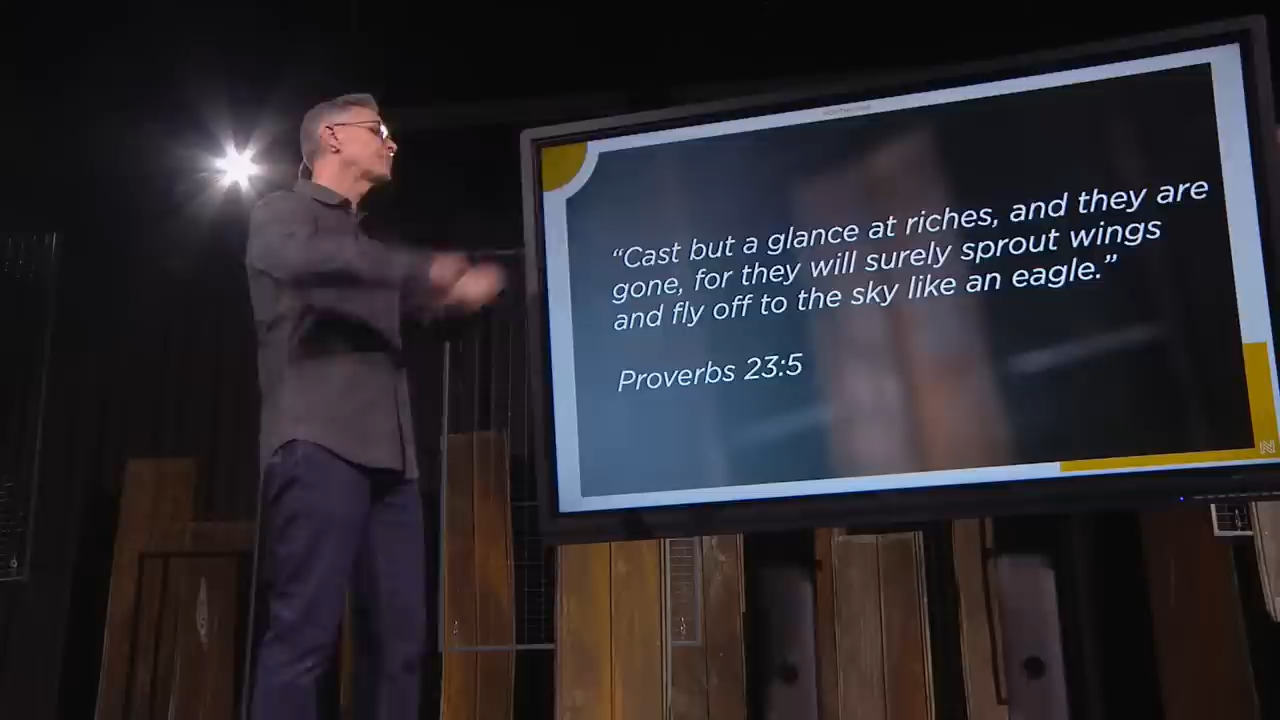 “Cast but a glance at riches, and they are
gone, for they will surely sprout wings
and fly off to the sky like an eagle.”
Proverbs 23:5
N